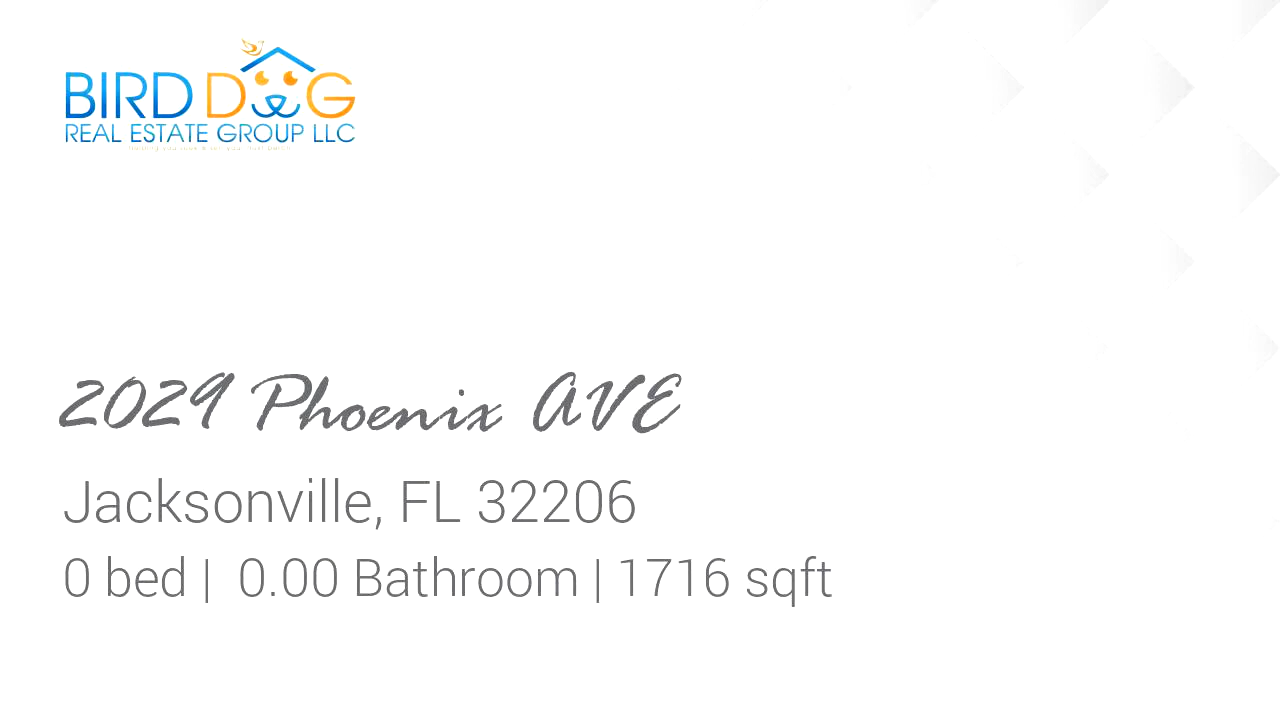 BIRD DOG
REAL ESTATE GROUP LLC
2029 Phoenix AVE
Jacksonville, FL 32206
0 bed | 0.00 Bathroom | 1716 sqft